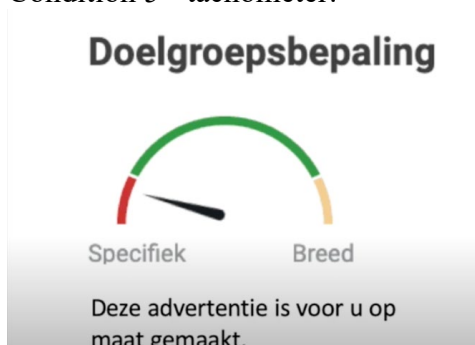 Doelgroepsbepaling
Specifiek Breed
Deze advertentie is voor u op
maat gemaakt.